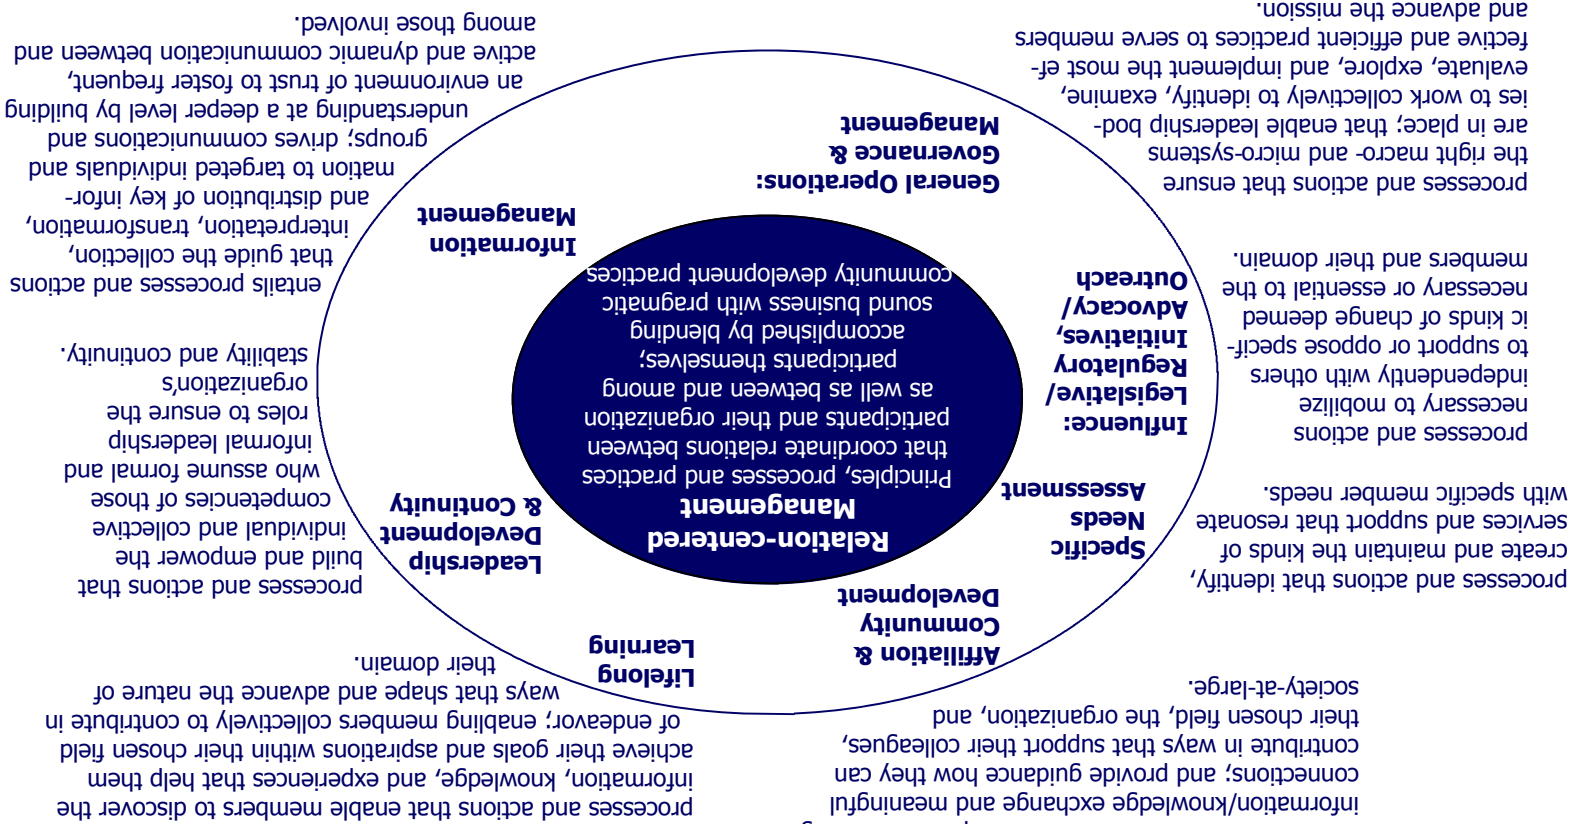 information/knowledge exchange and meaningful
connections; and provide guidance how they can
contribute in ways that support their colleagues,
their chosen field, the organization, and
society-at-large.
processes and actions that enable members to discover the
information, knowledge, and experiences that help them
achieve their goals and aspirations within their chosen field
of endeavor; enabling members collectively to contribute in
ways that shape and advance the nature of
their domain.
Affiliation &
Community
Development
Lifelong
Learning
processes and actions that identify,
create and maintain the kinds of
services and support that resonate
with specific member needs.
Specific
Needs
Assessment
Relation-centered
Management
Principles, processes and practices
that coordinate relations between
participants and their organization
as well as between and among
participants themselves;
accomplished by blending
sound business with pragmatic
community development practices
Leadership
Development
& Continuity
processes and actions that
build and empower the
individual and collective
competencies of those
who assume formal and
informal leadership
roles to ensure the
organization's
stability and continuity.
processes and actions
necessary to mobilize
independently with others
to support or oppose specif-
ic kinds of change deemed
necessary or essential to the
members and their domain.
Influence:
Legislative/
Regulatory
Initiatives,
Advocacy/
Outreach
Information
Management
entails processes and actions
that guide the collection,
interpretation, transformation,
and distribution of key infor-
mation to targeted individuals and
groups; drives communications and
understanding at a deeper level by building
an environment of trust to foster frequent,
active and dynamic communication between and
among those involved.
General Operations:
Governance &
Management
processes and actions that ensure
the right macro- and micro-systems
are in place; that enable leadership bod-
ies to work collectively to identify, examine,
evaluate, explore, and implement the most ef-
fective and efficient practices to serve members
and advance the mission.